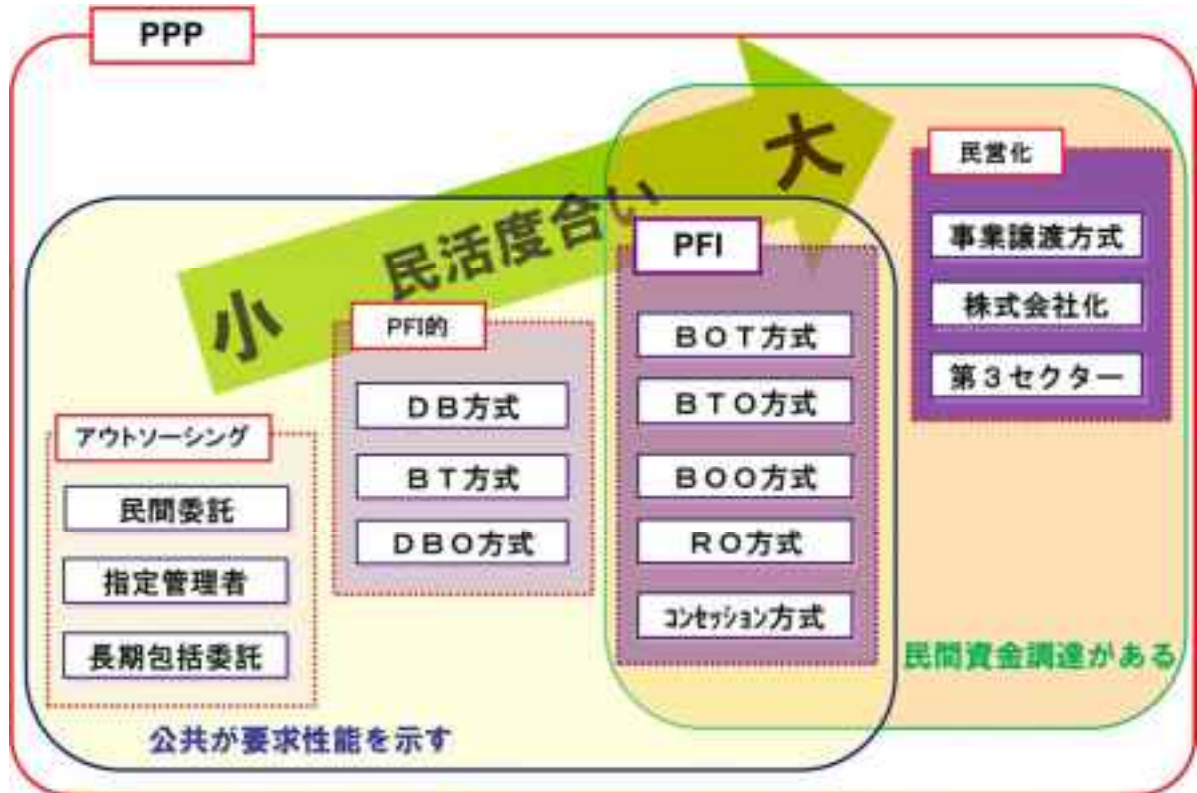 PPP
小
民活度合い
大
アウトソーシング
民間委託
指定管理者
長期包括委託
PFI的
DB方式
BT方式
DBO方式
PFI
BOT方式
BTO方式
BOO方式
RO方式
コンセッション方式
民営化
事業譲渡方式
株式会社化
第3セクター
民間資金調達がある
公共が要求性能を示す